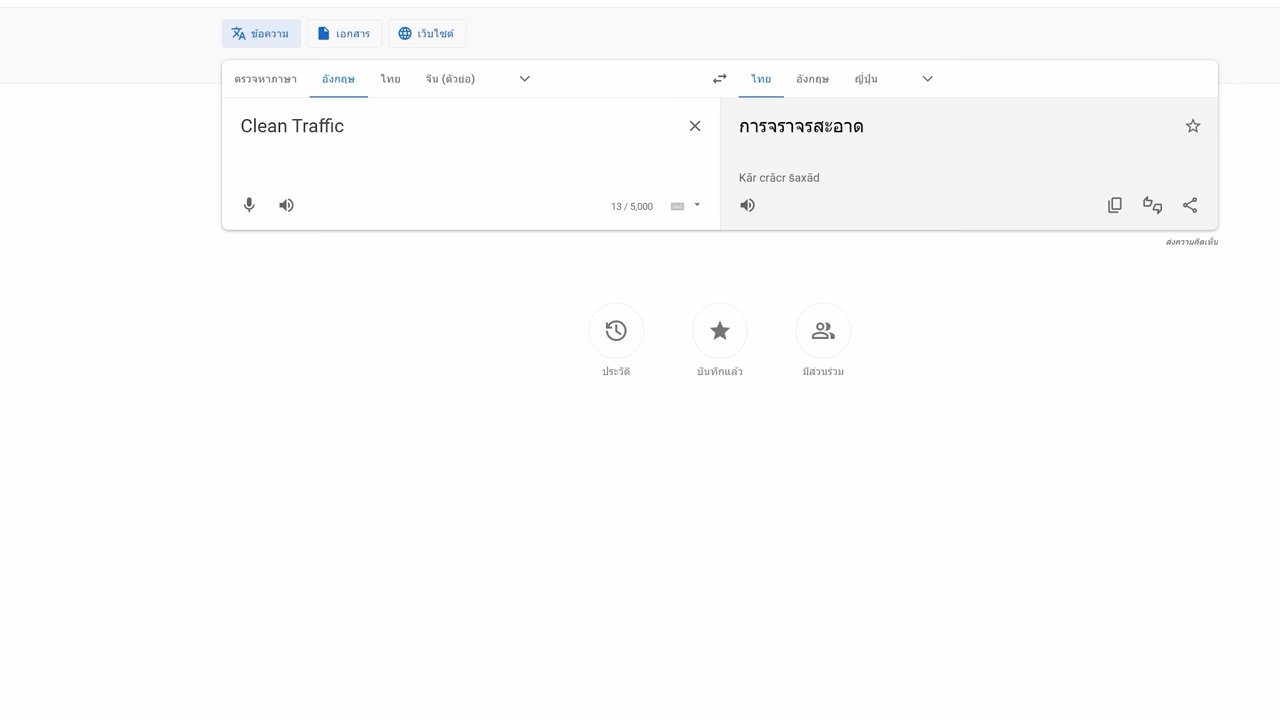 ข้อความ เอกสาร เว็บไซต์
ตรวจหาภาษา อังกฤษ ไทย จีน (ตัวย่อ) ไทย อังกฤษ ญี่ปุ่น
Clean Traffic
การจราจรสะอาด
Kār crācr s̄axād
13 / 5,000
ส่งความคิดเห็น
ประวัติ บันทึกแล้ว มีส่วนร่วม